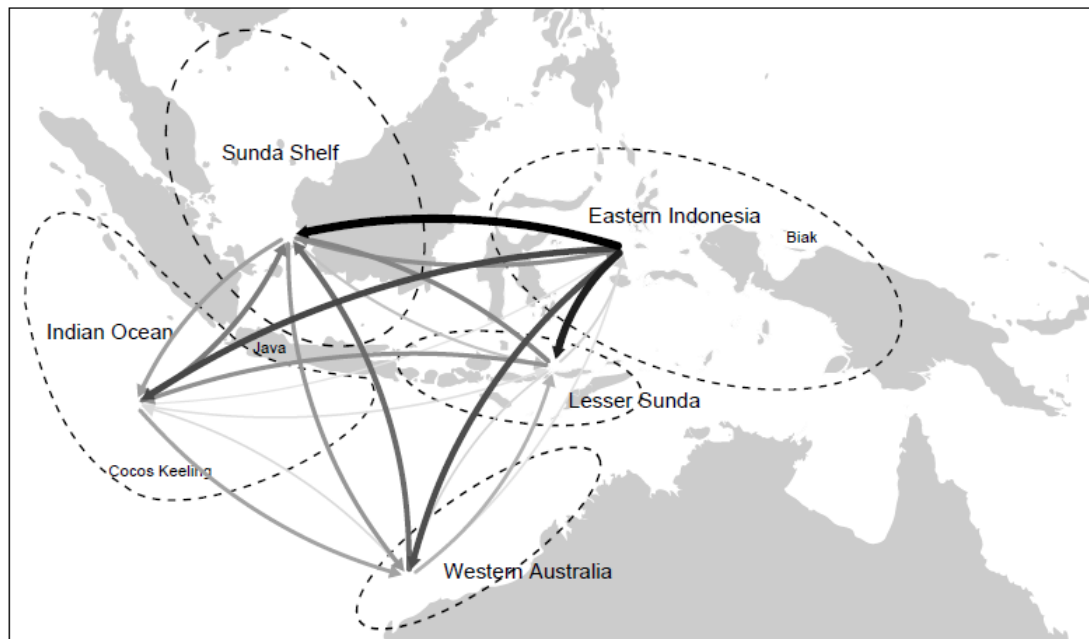 Sunda Shelf
Eastern Indonesia
Biak
Indian Ocean
Java
Lesser Sunda
Cocos Keeling
Western Australia